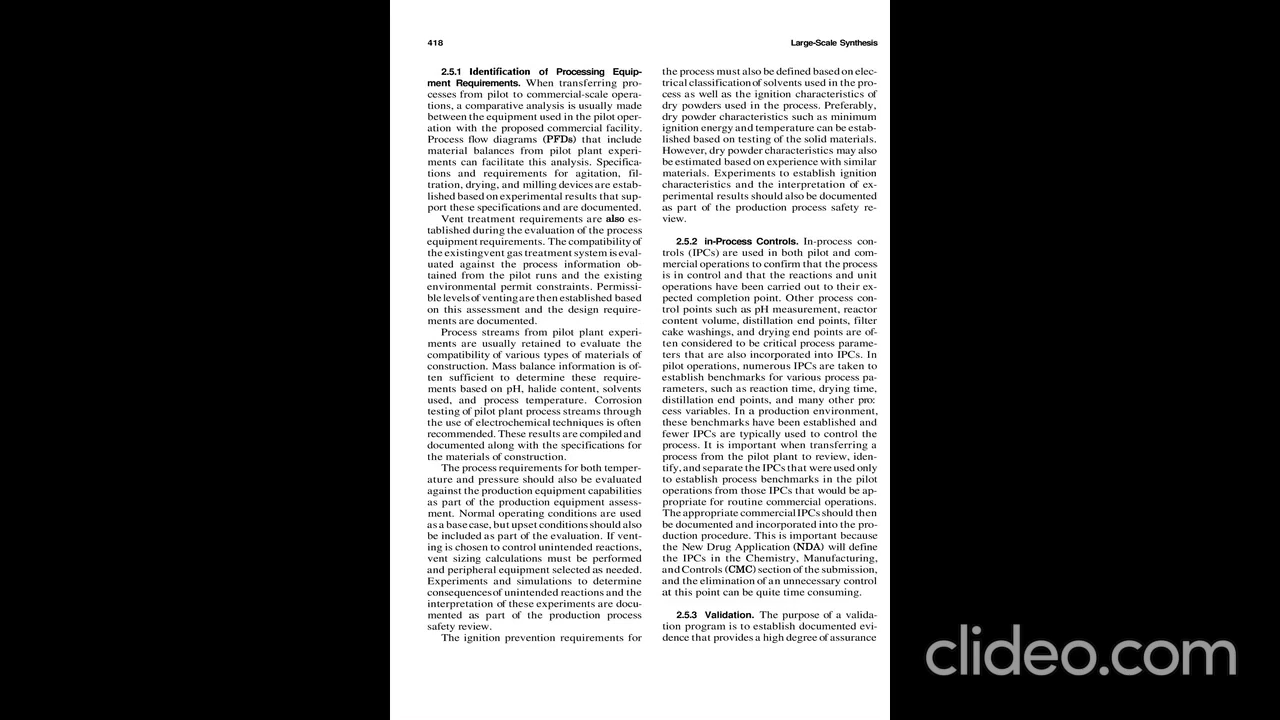 418
Large-Scale Synthesis
2.5.1 Identification of Processing Equip-
ment Requirements. When transferring pro-
cesses from pilot to commercial-scale opera-
tions, a comparative analysis is usually made
between the equipment used in the pilot oper-
ation with the proposed commercial facility.
Process flow diagrams (PFDs) that include
material balances from pilot plant experi-
ments can facilitate this analysis. Specifica-
tions and requirements for agitation, fil-
tration, drying, and milling devices are estab-
lished based on experimental results that sup-
port these specifications and are documented.
Vent treatment requirements are also es-
tablished during the evaluation of the process
equipment requirements. The compatibility of
the existing vent gas treatment system is eval-
uated against the process information ob-
tained from the pilot runs and the existing
environmental permit constraints. Permissi-
ble levels of venting are then established based
on this assessment and the design require-
ments are documented.
Process streams from pilot plant experi-
ments are usually retained to evaluate the
compatibility of various types of materials of
construction. Mass balance information is of-
ten sufficient to determine these require-
ments based on pH, halide content, solvents
used, and process temperature. Corrosion
testing of pilot plant process streams through
the use of electrochemical techniques is often
recommended. These results are compiled and
documented along with the specifications for
the materials of construction.
The process requirements for both temper-
ature and pressure should also be evaluated
against the production equipment capabilities
as part of the production equipment assess-
ment. Normal operating conditions are used
as a base case, but upset conditions should also
be included as part of the evaluation. If vent-
ing is chosen to control unintended reactions,
vent sizing calculations must be performed
and peripheral equipment selected as needed.
Experiments and simulations to determine
consequences of unintended reactions and the
interpretation of these experiments are docu-
mented as part of the production process
safety review.
The ignition prevention requirements for
the process must also be defined based on elec-
trical classification of solvents used in the pro-
cess as well as the ignition characteristics of
dry powders used in the process. Preferably,
dry powder characteristics such as minimum
ignition energy and temperature can be estab-
lished based on testing of the solid materials.
However, dry powder characteristics may also
be estimated based on experience with similar
materials. Experiments to establish ignition
characteristics and the interpretation of ex-
perimental results should also be documented
as part of the production process safety re-
view.
2.5.2 in-Process Controls. In-process con-
trols (IPCs) are used in both pilot and com-
mercial operations to confirm that the process
is in control and that the reactions and unit
operations have been carried out to their ex-
pected completion point. Other process con-
trol points such as pH measurement, reactor
content volume, distillation end points, filter
cake washings, and drying end points are of-
ten considered to be critical process parame-
ters that are also incorporated into IPCs. In
pilot operations, numerous IPCs are taken to
establish benchmarks for various process pa-
rameters, such as reaction time, drying time,
distillation end points, and many other pro:
cess variables. In a production environment,
these benchmarks have been established and
fewer IPCs are typically used to control the
process. It is important when transferring a
process from the pilot plant to review, iden-
tify, and separate the IPCs that were used only
to establish process benchmarks in the pilot
operations from those IPCs that would be ap-
propriate for routine commercial operations.
The appropriate commercial IPCs should then
be documented and incorporated into the pro-
duction procedure. This is important because
the New Drug Application (NDA) will define
the IPCs in the Chemistry, Manufacturing,
and Controls (CMC) section of the submission,
and the elimination of an unnecessary control
at this point can be quite time consuming.
2.5.3 Validation. The purpose of a valida-
tion program is to establish documented evi-
dence that provides a high degree of assurance
clideo.com